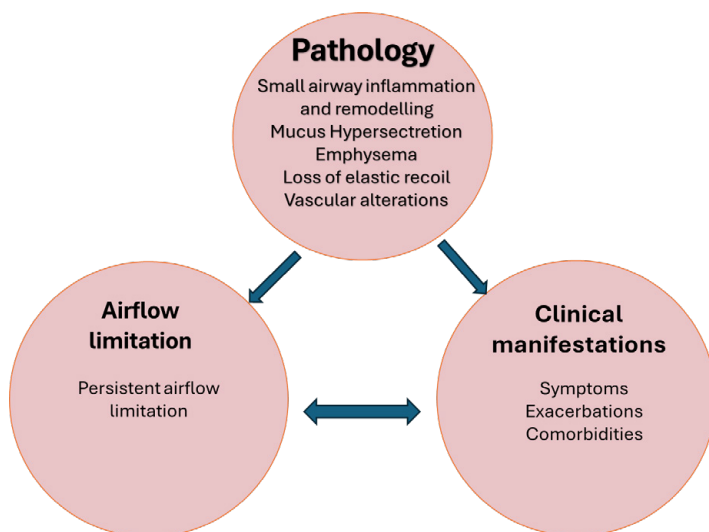 Pathology
Small airway inflammation
and remodelling
Mucus Hypersectretion
Emphysema
Loss of elastic recoil
Vascular alterations
Airflow
limitation
Persistent airflow
limitation
Clinical
manifestations
Symptoms
Exacerbations
Comorbidities